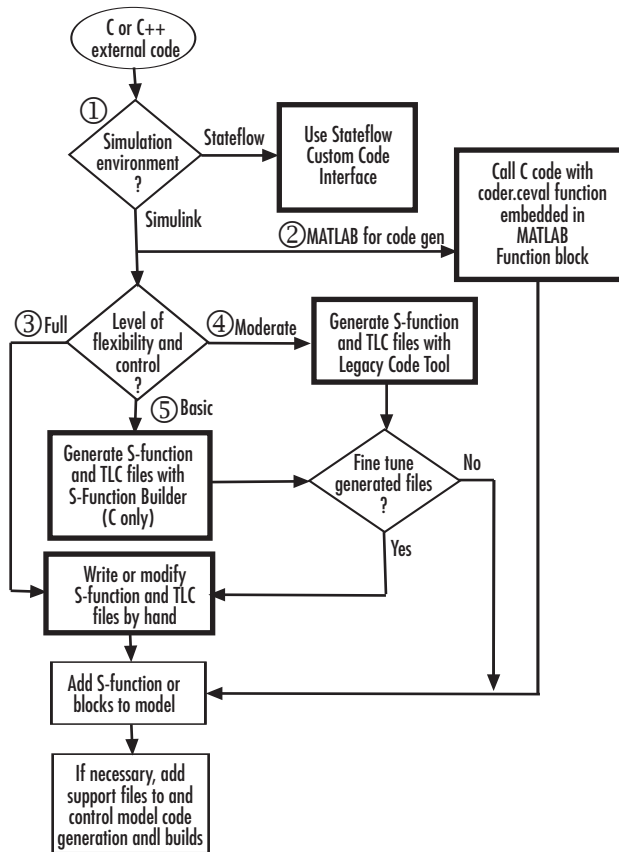 C or C++
external code
①
Simulation
environment
?
Stateflow
Use Stateflow
Custom Code
Interface
Call C code with
coder.ceval function
embedded in
MATLAB
Function block
Simulink
②MATLAB for code gen
③Full
Level of
flexibility and
control
?
④Moderate
Generate S-function
and TLC files with
Legacy Code Tool
⑤Basic
Generate S-function
and TLC files with
S-Function Builder
(C only)
Fine tune
generated files
?
No
Yes
Write or modify
S-function and TLC
files by hand
Add S-function or
blocks to model
If necessary, add
support files to and
control model code
generation andl builds